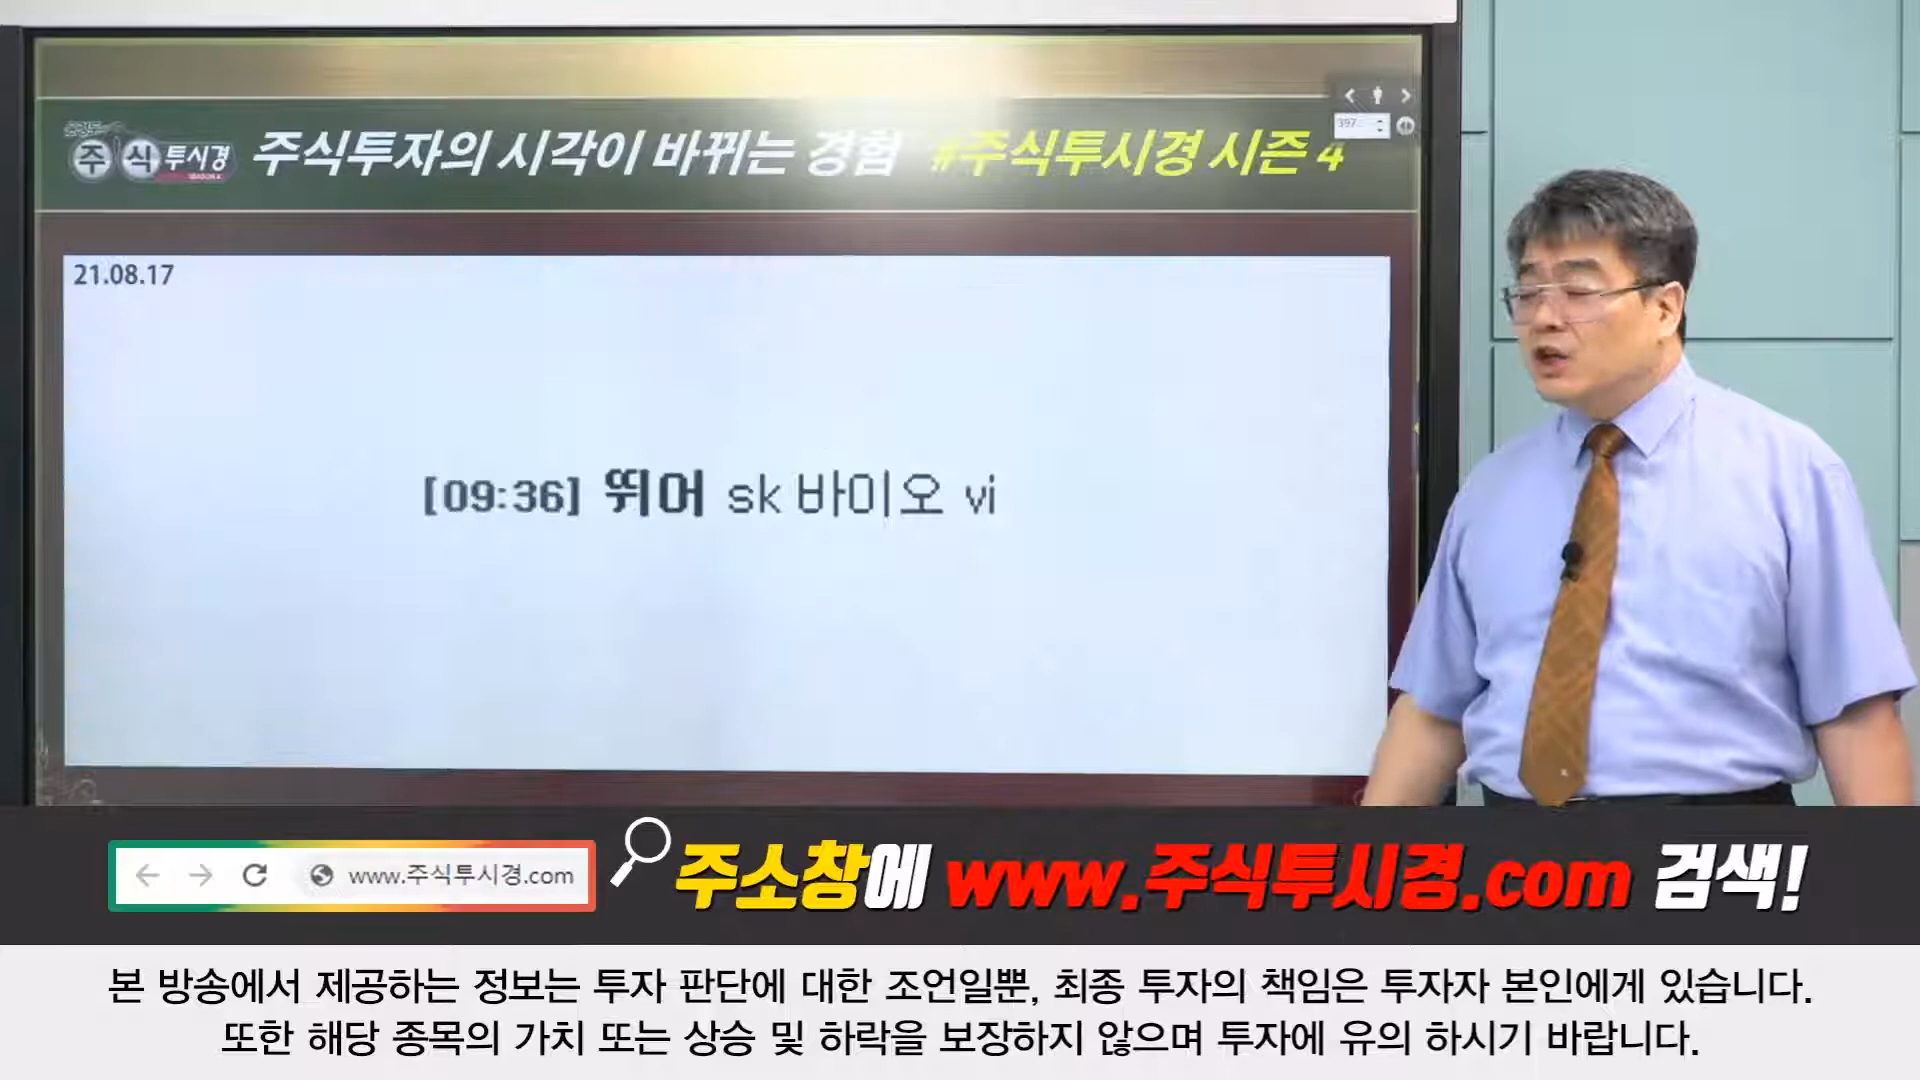 주식투시경 주식투자의 시각이 바뀌는 경험 #주식투시경 시즌 4
397
21.08.17
[09:36] 뛰어 sk 바이오 vi
www.주식투시경.com
주소창에 www.주식투시경.com 검색!
본 방송에서 제공하는 정보는 투자 판단에 대한 조언일뿐, 최종 투자의 책임은 투자자 본인에게 있습니다.
또한 해당 종목의 가치 또는 상승 및 하락을 보장하지 않으며 투자에 유의 하시기 바랍니다.